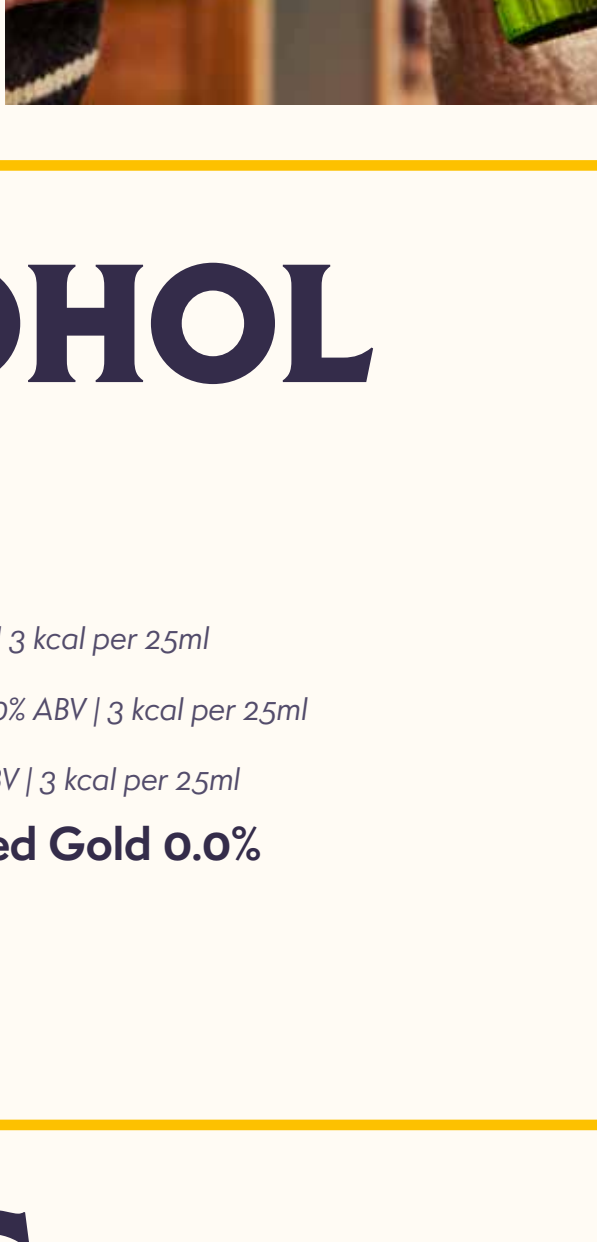 OHOL
| 3 kcal per 25ml
0% ABV | 3 kcal per 25ml
BV | 3 kcal per 25ml
ed Gold 0.0%